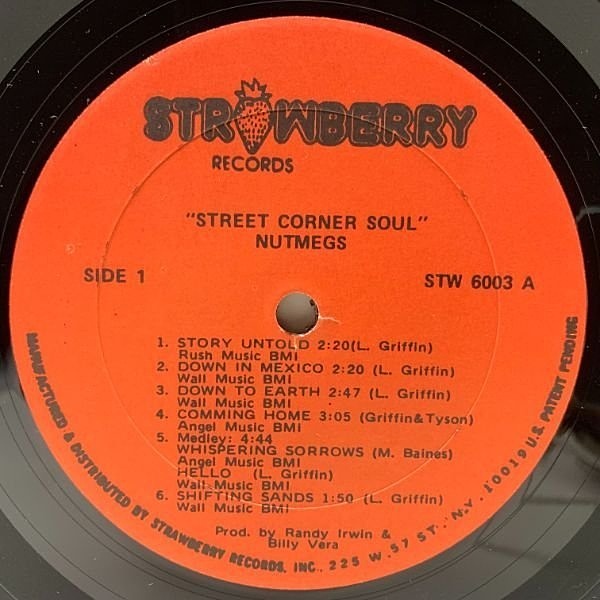 STRAWBERRY
RECORDS
"STREET CORNER SOUL"
NUTMEGS
SIDE 1
STW 6003 A
1. STORY UNTOLD 2:20(L. Griffin)
Rush Music BMI
2. DOWN IN MEXICO 2:20 (L. Griffin)
Wall Music BMI
3. DOWN TO EARTH 2:47 (L. Griffin)
Wall Music BMI
4. COMMING HOME 3:05 (Griffin&Tyson)
Angel Music BMI
5. Medley: 4:44
WHISPERING SORROWS (M. Baines)
Angel Music BMI
HELLO (L. Griffin)
Wall Music BMI
6. SHIFTING SANDS 1:50 (L. Griffin)
Wall Music BMI
Prod. by Randy Irwin &
Billy Vera
MANUFACTURED & DISTRIBUTED BY STRAWBERRY RECORDS, INC., 225 W. 57 ST., N.Y. 10019 U.S. PATENT PENDING